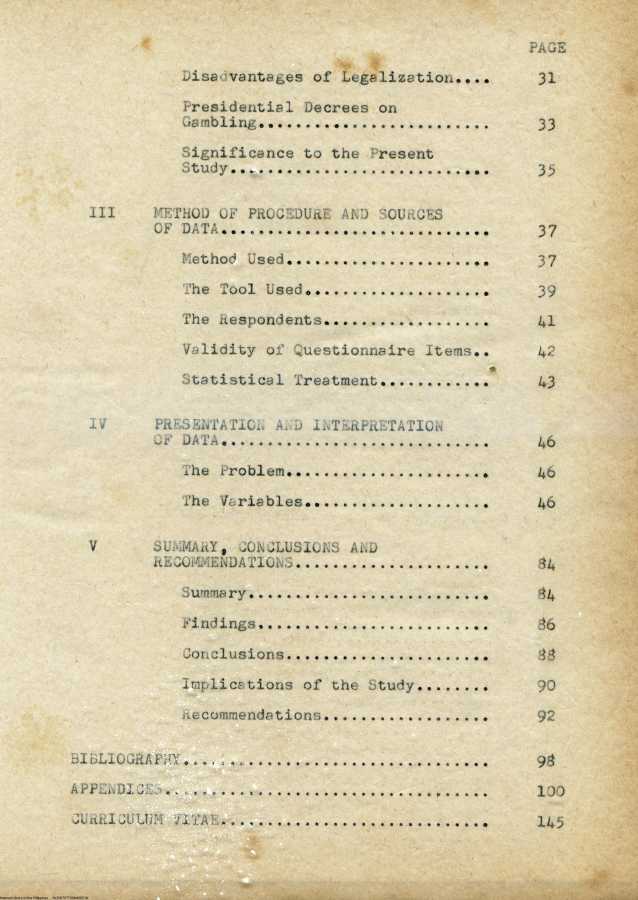 PAGE
Disadvantages of Legalization.... 31
Presidential Decrees on
Gambling......................... 33
Significance to the Present
Study............................ 35
III METHOD OF PROCEDURE AND SOURCES
OF DATA............................. 37
Method Used...................... 37
The Tool Used.................... 39
The Respondents.................. 41
Validity of Questionnaire Items.. 42
Statistical Treatment............ 43
IV PRESENTATION AND INTERPRETATION
OF DATA............................. 46
The Problem...................... 46
The Variables.................... 46
V SUMMARY, CONCLUSIONS AND
RECOMMENDATIONS..................... 84
Summary.......................... 84
Findings......................... 86
Conclusions...................... 88
Implications of the Study........ 90
Recommendations.................. 92
BIBLIOGRAPHY................................. 98
APPENDICES................................... 100
CURRICULUM VITAE............................. 145